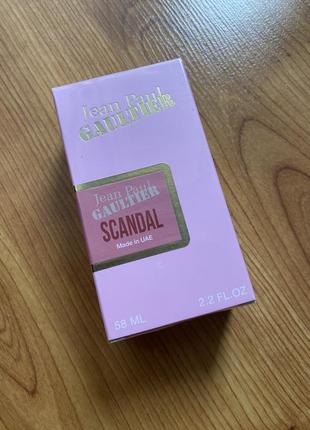 Jean Paul
GAULTIER
Jean Paul
GAULTIER
SCANDAL
Made in UAE
58 ML
2.2 FL.OZ